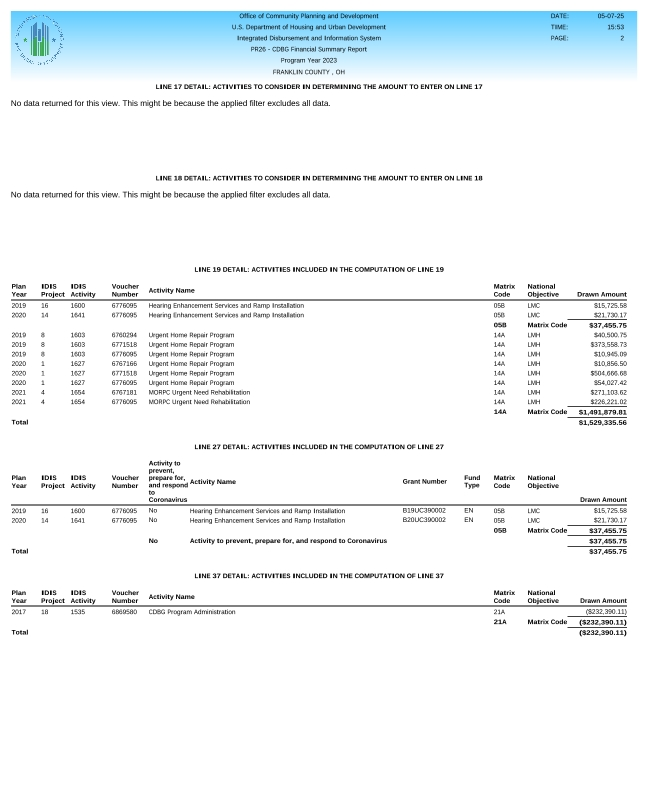 Office of Community Planning and Development DATE: 05-07-25
U.S. Department of Housing and Urban Development TIME: 15:53
Integrated Disbursement and Information System PAGE: 2
PR26 - CDBG Financial Summary Report
Program Year 2023
FRANKLIN COUNTY , OH
LINE 17 DETAIL: ACTIVITIES TO CONSIDER IN DETERMINING THE AMOUNT TO ENTER ON LINE 17
No data returned for this view. This might be because the applied filter excludes all data.
LINE 18 DETAIL: ACTIVITIES TO CONSIDER IN DETERMINING THE AMOUNT TO ENTER ON LINE 18
No data returned for this view. This might be because the applied filter excludes all data.
LINE 19 DETAIL: ACTIVITIES INCLUDED IN THE COMPUTATION OF LINE 19
Plan Year IDIS Project IDIS Activity Voucher Number Activity Name Matrix Code National Objective Drawn Amount
2019 16 1600 6776095 Hearing Enhancement Services and Ramp Installation 05B LMC $15,725.58
2020 14 1641 6776095 Hearing Enhancement Services and Ramp Installation 05B LMC $21,730.17
05B Matrix Code $37,455.75
2019 8 1603 6760294 Urgent Home Repair Program 14A LMH $40,500.75
2019 8 1603 6771518 Urgent Home Repair Program 14A LMH $373,558.73
2019 8 1603 6776095 Urgent Home Repair Program 14A LMH $10,945.09
2020 1 1627 6767166 Urgent Home Repair Program 14A LMH $10,856.50
2020 1 1627 6771518 Urgent Home Repair Program 14A LMH $504,666.68
2020 1 1627 6776095 Urgent Home Repair Program 14A LMH $54,027.42
2021 4 1654 6767181 MORPC Urgent Need Rehabilitation 14A LMH $271,103.62
2021 4 1654 6776095 MORPC Urgent Need Rehabilitation 14A LMH $226,221.02
14A Matrix Code $1,491,879.81
Total $1,529,335.56
LINE 27 DETAIL: ACTIVITIES INCLUDED IN THE COMPUTATION OF LINE 27
Plan Year IDIS Project IDIS Activity Voucher Number Activity to prevent, prepare for, and respond to Coronavirus Activity Name Grant Number Fund Type Matrix Code National Objective Drawn Amount
2019 16 1600 6776095 No Hearing Enhancement Services and Ramp Installation B19UC390002 EN 05B LMC $15,725.58
2020 14 1641 6776095 No Hearing Enhancement Services and Ramp Installation B20UC390002 EN 05B LMC $21,730.17
05B Matrix Code $37,455.75
No Activity to prevent, prepare for, and respond to Coronavirus $37,455.75
Total $37,455.75
LINE 37 DETAIL: ACTIVITIES INCLUDED IN THE COMPUTATION OF LINE 37
Plan Year IDIS Project IDIS Activity Voucher Number Activity Name Matrix Code National Objective Drawn Amount
2017 18 1535 6869580 CDBG Program Administration 21A ($232,390.11)
21A Matrix Code ($232,390.11)
Total ($232,390.11)